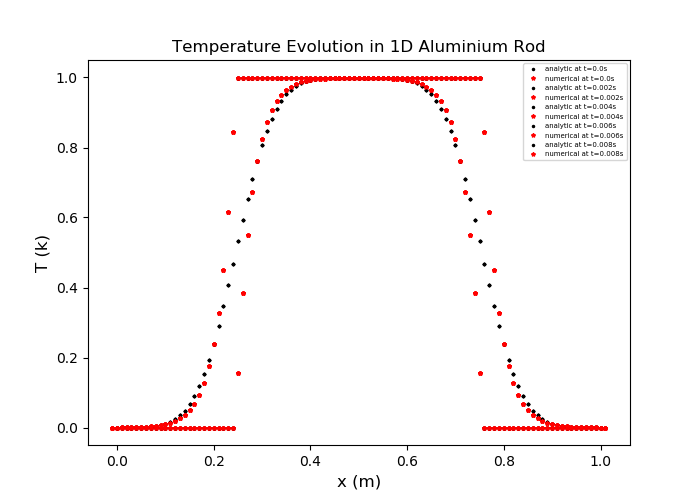 Temperature Evolution in 1D Aluminium Rod
analytic at t=0.0s
numerical at t=0.0s
analytic at t=0.002s
numerical at t=0.002s
analytic at t=0.004s
numerical at t=0.004s
analytic at t=0.006s
numerical at t=0.006s
analytic at t=0.008s
numerical at t=0.008s
1.0
0.8
0.6
0.4
0.2
0.0
T (k)
0.0 0.2 0.4 0.6 0.8 1.0
x (m)